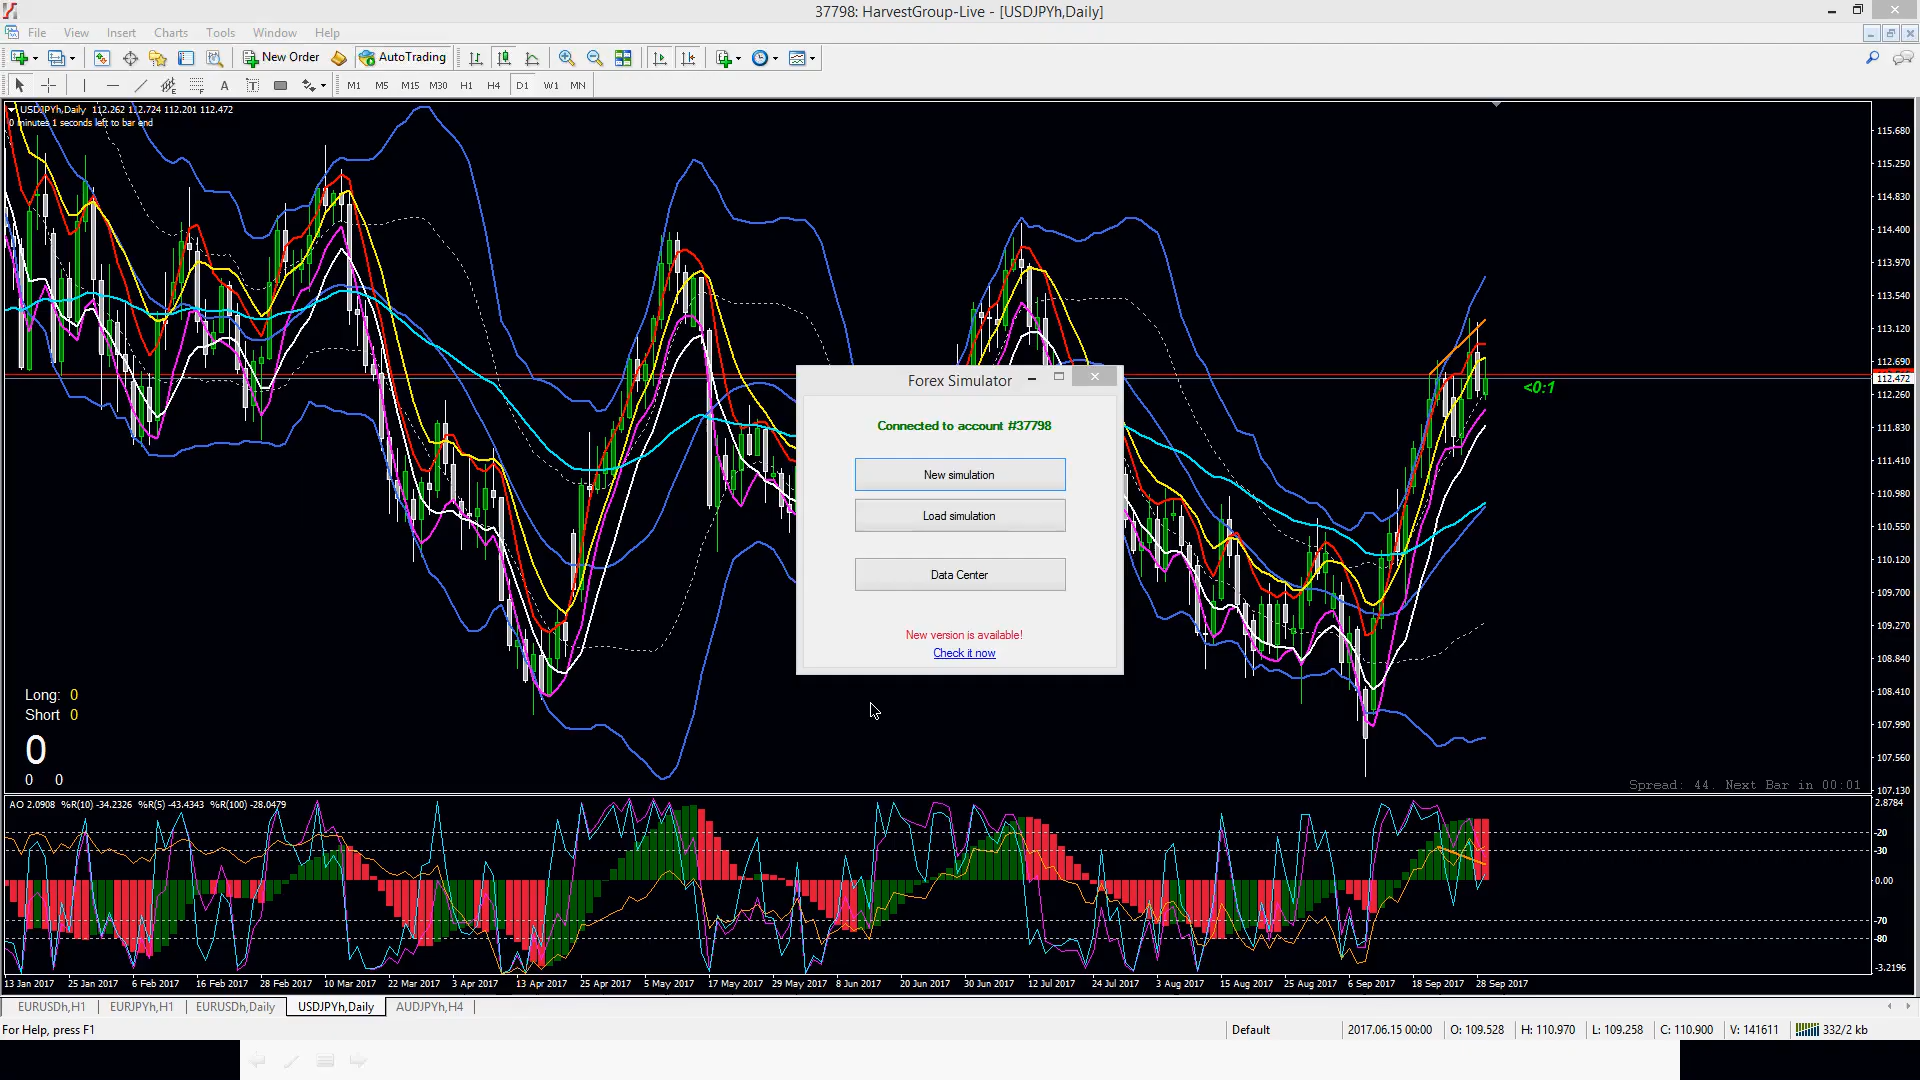 37798: HarvestGroup-Live - [USDJPYh,Daily]
File View Insert Charts Tools Window Help
New Order AutoTrading
A T F
M1 M5 M15 M30 H1 H4 D1 W1 MN
USDJPYh,Daily 112.262 112.724 112.201 112.472
0 minutes 1 seconds left to bar end
115.680
115.250
114.830
114.400
113.970
113.540
113.120
112.690
112.472
112.260
111.830
111.410
110.980
110.550
110.120
109.700
109.270
108.840
108.410
107.990
107.560
107.130
<0:1
Forex Simulator
Connected to account #37798
New simulation
Load simulation
Data Center
New version is available!
Check it now
Long: 0
Short 0
0
0 0
Spread: 44. Next Bar in 00:01
AO 2.0908 %R(10) -34.2326 %R(5) -43.4343 %R(100) -28.0479
2.8784
-20
-30
0.00
-70
-80
-3.2196
13 Jan 2017 25 Jan 2017 6 Feb 2017 16 Feb 2017 28 Feb 2017 10 Mar 2017 22 Mar 2017 3 Apr 2017 13 Apr 2017 25 Apr 2017 5 May 2017 17 May 2017 29 May 2017 8 Jun 2017 20 Jun 2017 30 Jun 2017 12 Jul 2017 24 Jul 2017 3 Aug 2017 15 Aug 2017 25 Aug 2017 6 Sep 2017 18 Sep 2017 28 Sep 2017
EURUSDh,H1 EURJPYh,H1 EURUSDh,Daily USDJPYh,Daily AUDJPYh,H4
For Help, press F1 Default 2017.06.15 00:00 O: 109.528 H: 110.970 L: 109.258 C: 110.900 V: 141611 332/2 kb